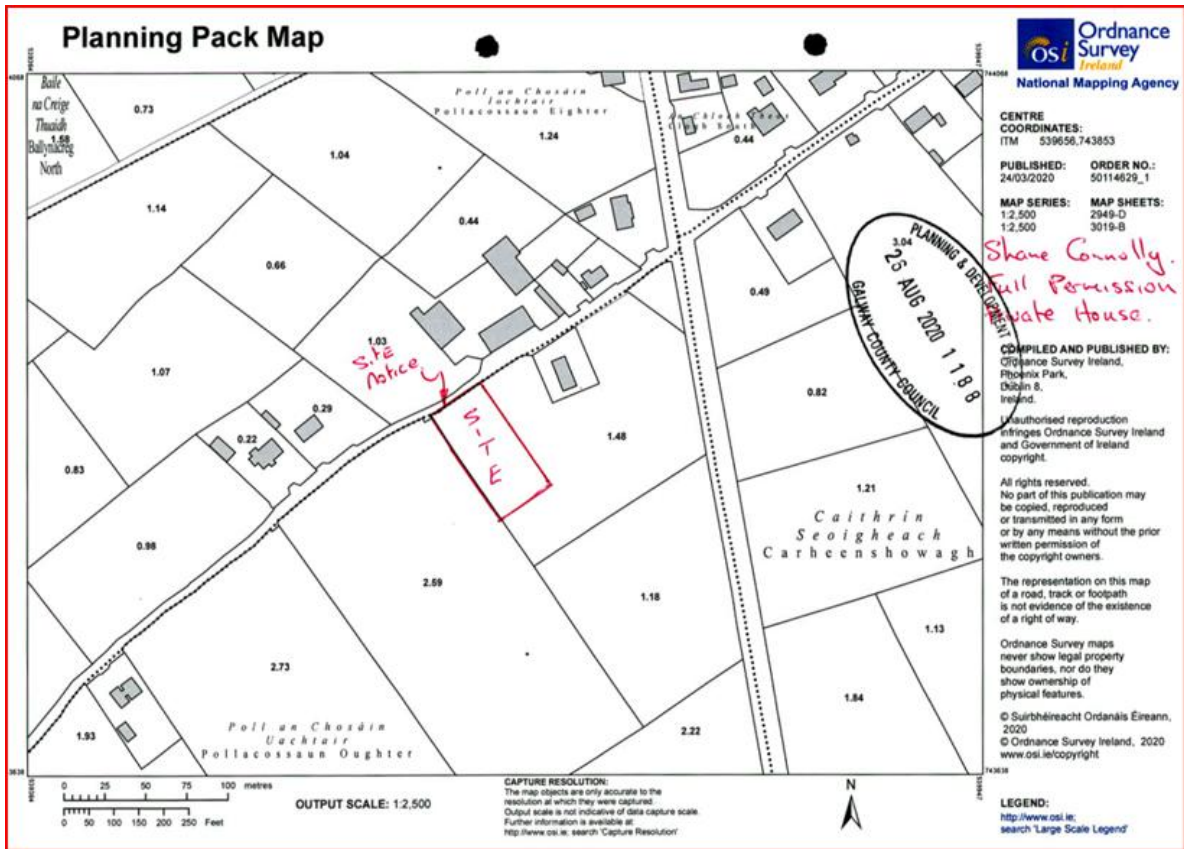 Planning Pack Map
OSi Ordnance
Survey
Ireland
National Mapping Agency
CENTRE
COORDINATES:
ITM 539656,743853
PUBLISHED: ORDER NO.:
24/03/2020 50114629_1
MAP SERIES: MAP SHEETS:
1:2,500 2949-D
1:2,500 3019-B
Shane Connolly.
Full Permission
Private House.
PLANNING & DEVELOPMENT
26 AUG 2020 1188
GALWAY COUNTY COUNCIL
COMPILED AND PUBLISHED BY:
Ordnance Survey Ireland,
Phoenix Park,
Dublin 8,
Ireland.
Unauthorised reproduction
infringes Ordnance Survey Ireland
and Government of Ireland
copyright.
All rights reserved.
No part of this publication may
be copied, reproduced
or transmitted in any form
or by any means without the prior
written permission of
the copyright owners.
The representation on this map
of a road, track or footpath
is not evidence of the existence
of a right of way.
Ordnance Survey maps
never show legal property
boundaries, nor do they
show ownership of
physical features.
© Suirbhéireacht Ordanáis Éireann,
2020
© Ordnance Survey Ireland, 2020
www.osi.ie/copyright
LEGEND:
http://www.osi.ie;
search 'Large Scale Legend'
744068
Baile
na Creige
Thuaidh
1.58
Ballynacreg
North
0.73
Poll an Chosáin
Íochtair
Pollacossaun Eighter
1.24
Clogh South
0.44
1.04
1.14
0.44
0.66
3.04
0.49
1.03
Site
Notice
SITE
1.07
0.29
0.22
0.82
1.48
0.83
1.21
0.98
Caithrín
Seoigheach
Carheenshowagh
2.59
1.18
1.13
2.73
1.84
Poll an Chosáin
Uachtair
Pollacossaun Oughter
1.93
2.22
743638
0 25 50 75 100 metres
0 50 100 150 200 250 Feet
OUTPUT SCALE: 1:2,500
CAPTURE RESOLUTION:
The map objects are only accurate to the
resolution at which they were captured.
Output scale is not indicative of data capture scale.
Further information is available at:
http://www.osi.ie; search 'Capture Resolution'
N